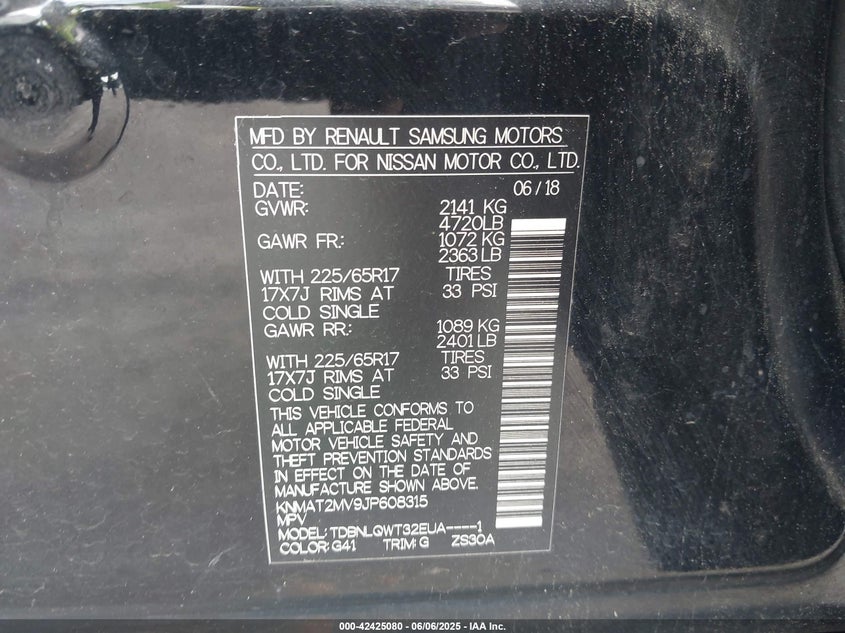 MFD BY RENAULT SAMSUNG MOTORS
CO., LTD. FOR NISSAN MOTOR CO., LTD.
DATE: 06/18
GVWR: 2141 KG
4720LB
GAWR FR.: 1072 KG
2363LB
WITH 225/65R17 TIRES
17X7J RIMS AT 33 PSI
COLD SINGLE
GAWR RR: 1089 KG
2401 LB
WITH 225/65R17 TIRES
17X7J RIMS AT 33 PSI
COLD SINGLE
THIS VEHICLE CONFORMS TO
ALL APPLICABLE FEDERAL
MOTOR VEHICLE SAFETY AND
THEFT PREVENTION STANDARDS
IN EFFECT ON THE DATE OF
MANUFACTURE SHOWN ABOVE.
KNMAT2MV9JP608315
MPV
MODEL: TDBNLQWT32EUA----1
COLOR: G41 TRIM: G ZS30A
000-42425080 - 06/06/2025 - IAA Inc.